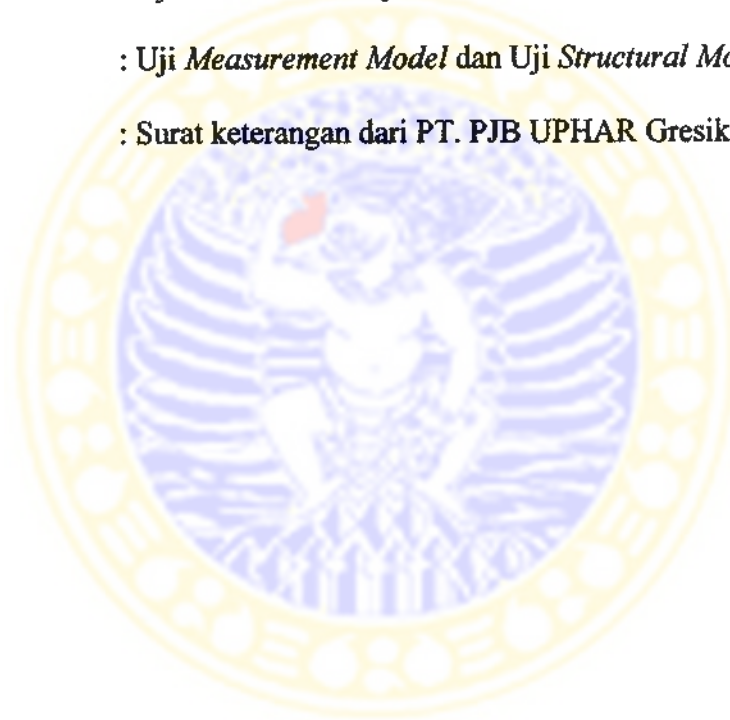 : Uji Measurement Model dan Uji Structural
: Surat keterangan dari PT. PJB UPHAR Gresik